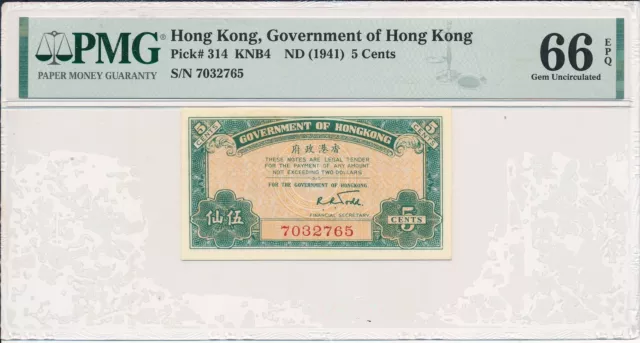 PMG®
PAPER MONEY GUARANTY
Hong Kong, Government of Hong Kong
Pick# 314 KNB4 ND (1941) 5 Cents
S/N 7032765
66 EPQ
Gem Uncirculated
5 CENTS
5 CENTS
GOVERNMENT OF HONGKONG
府政港香
THESE NOTES ARE LEGAL TENDER
FOR THE PAYMENT OF ANY AMOUNT
NOT EXCEEDING TWO DOLLARS
FOR THE GOVERNMENT OF HONGKONG
FINANCIAL SECRETARY
仙伍
5 CENTS
7032765